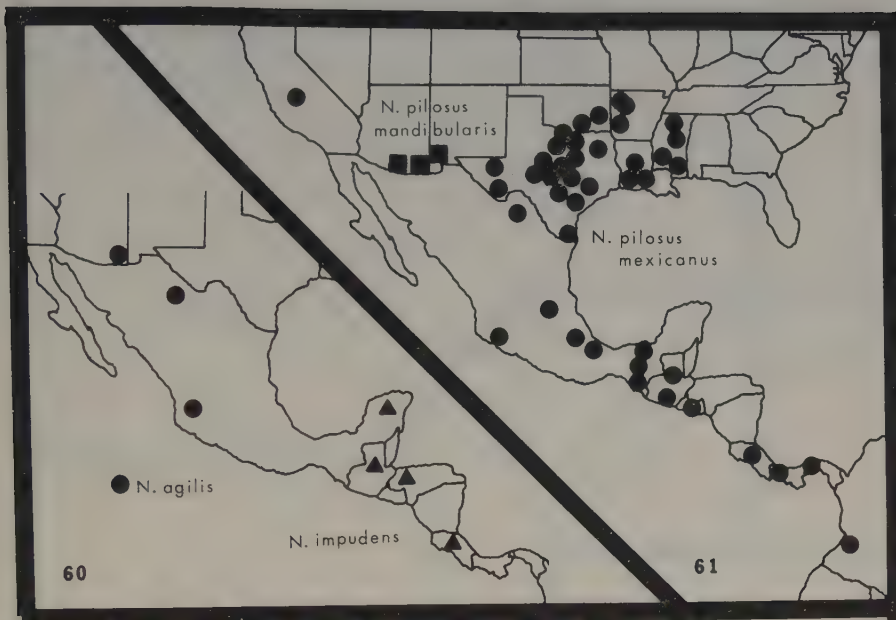 N. pilosus
mandibularis
N. pilosus
mexicanus
N. agilis
N. impudens
60
61